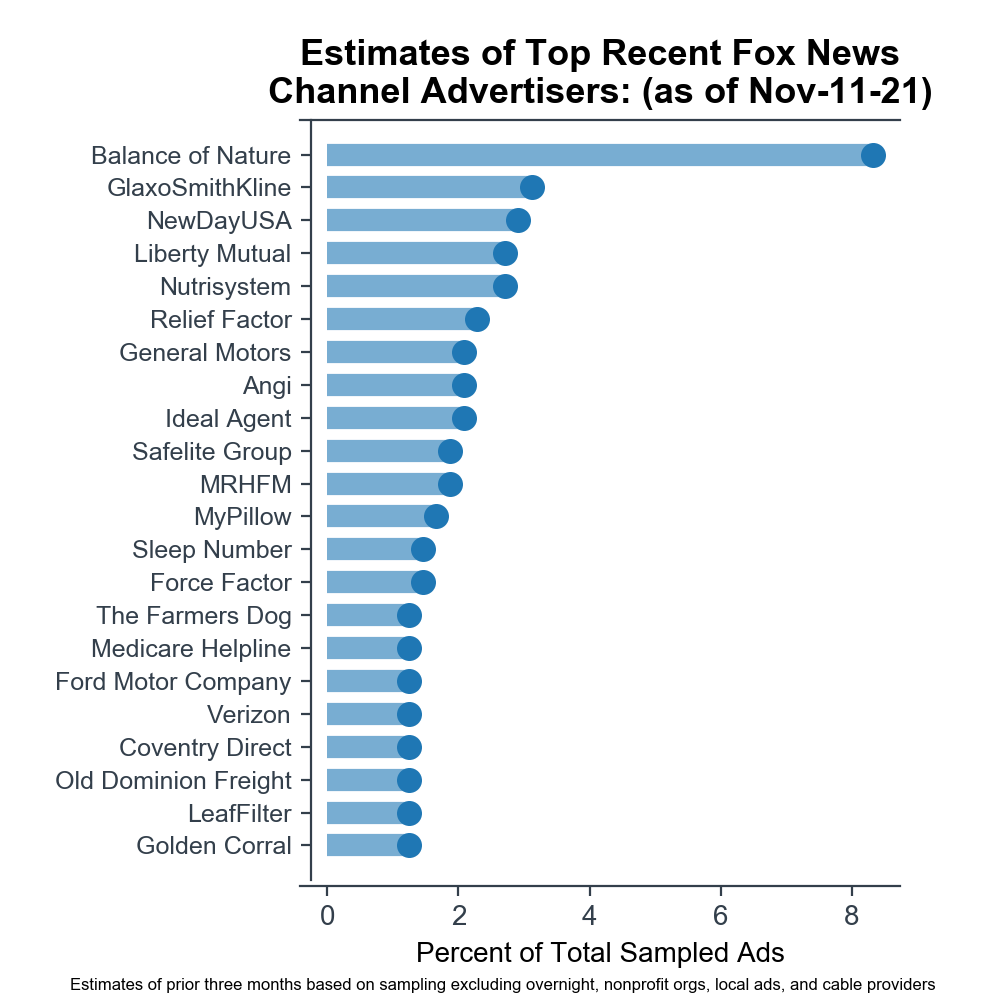 Estimates of Top Recent Fox News
Channel Advertisers: (as of Nov-11-21)
Balance of Nature
GlaxoSmithKline
NewDayUSA
Liberty Mutual
Nutrisystem
Relief Factor
General Motors
Angi
Ideal Agent
Safelite Group
MRHFM
MyPillow
Sleep Number
Force Factor
The Farmers Dog
Medicare Helpline
Ford Motor Company
Verizon
Coventry Direct
Old Dominion Freight
LeafFilter
Golden Corral
0 2 4 6 8
Percent of Total Sampled Ads
Estimates of prior three months based on sampling excluding overnight, nonprofit orgs, local ads, and cable providers